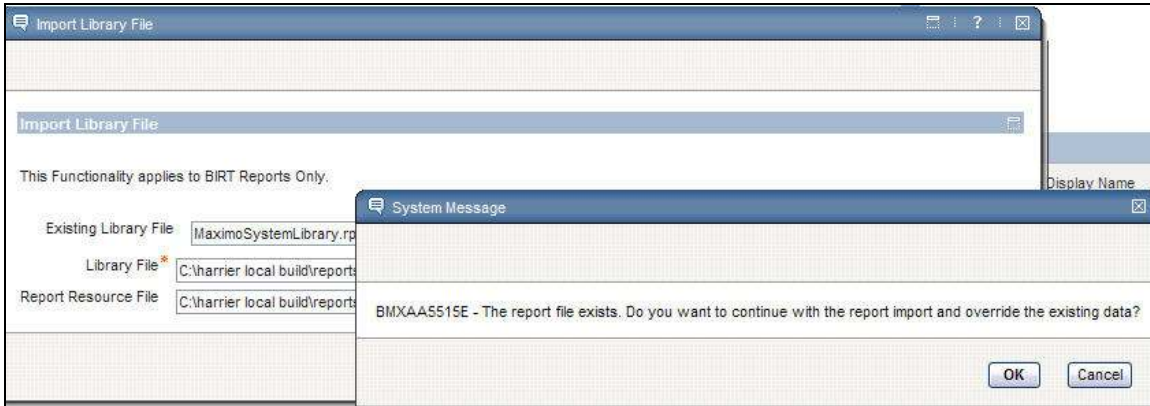 Import Library File
?
Import Library File
This Functionality applies to BIRT Reports Only.
Display Name
Existing Library File MaximoSystemLibrary.rp
Library File* C:\harrier local build\reports
Report Resource File C:\harrier local build\reports
System Message
BMXAA5515E - The report file exists. Do you want to continue with the report import and override the existing data?
OK Cancel